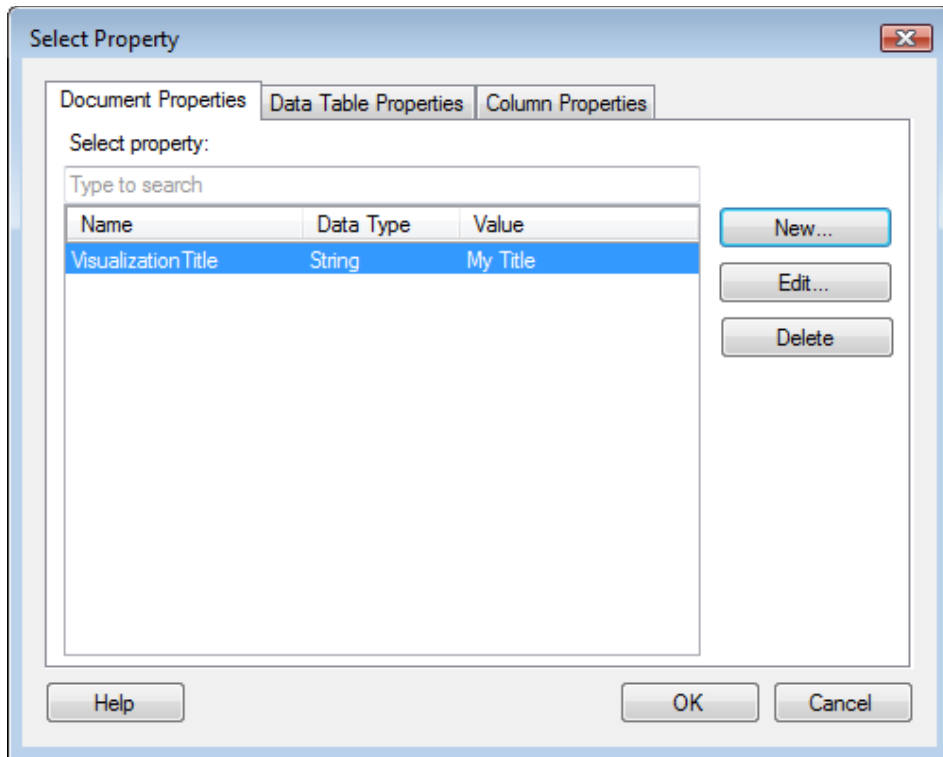 Select Property
Document Properties Data Table Properties Column Properties
Select property:
Type to search
Name Data Type Value
VisualizationTitle String My Title
New...
Edit...
Delete
Help OK Cancel